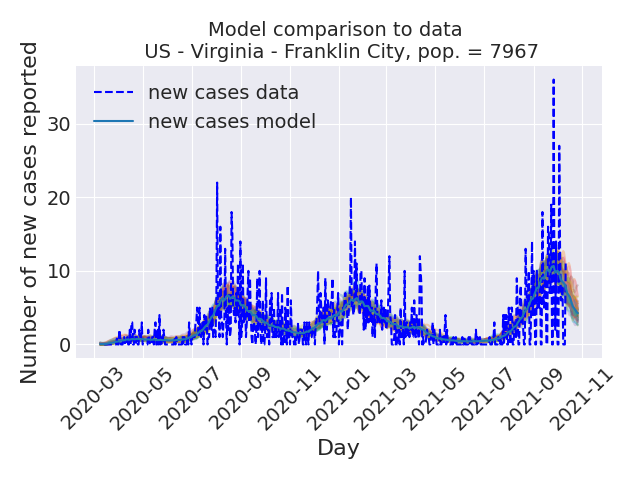 Model comparison to data
US - Virginia - Franklin City, pop. = 7967
Number of new cases reported
new cases data
new cases model
30
20
10
0
2020-03
2020-05
2020-07
2020-09
2020-11
2021-01
2021-03
2021-05
2021-07
2021-09
2021-11
Day